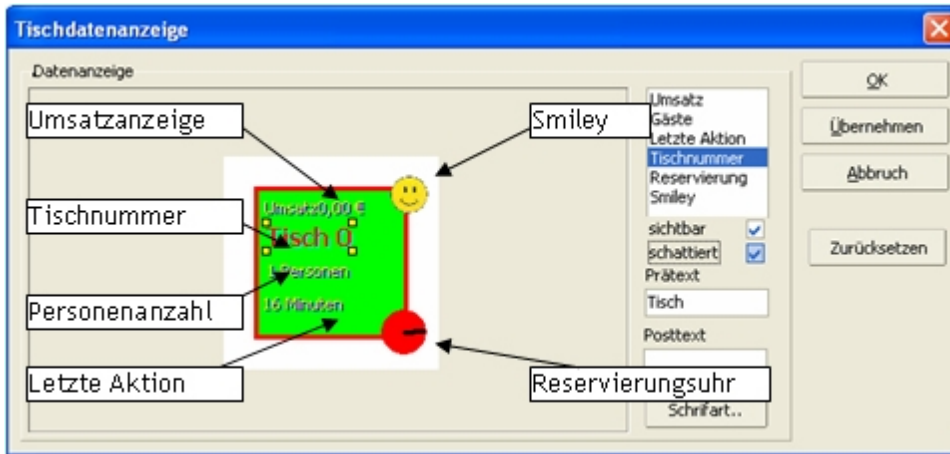 Tischdatenanzeige
Datenanzeige
Umsatzanzeige
Smiley
Tischnummer
Personenanzahl
Letzte Aktion
Reservierungsuhr
Umsatz0,00 €
Tisch 0
1 Personen
16 Minuten
Umsatz
Gäste
Letzte Aktion
Tischnummer
Reservierung
Smiley
sichtbar
schattiert
Prätext
Tisch
Posttext
Schrifart..
OK
Übernehmen
Abbruch
Zurücksetzen